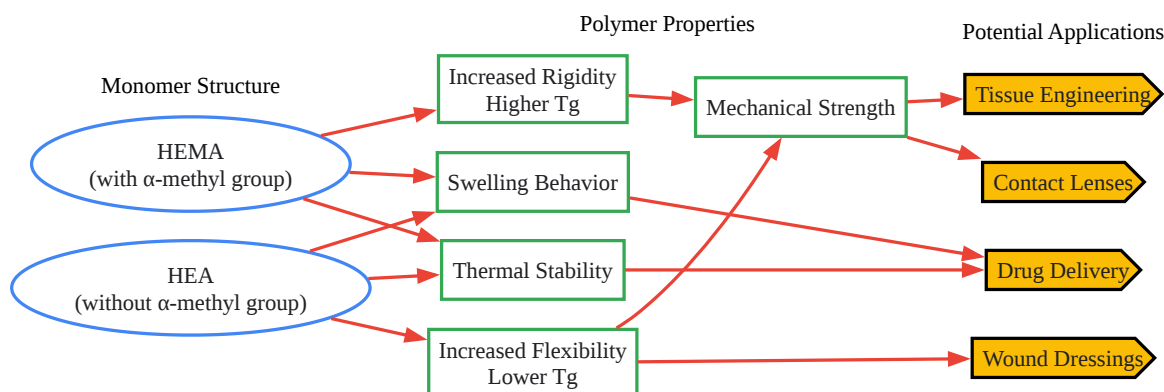 Polymer Properties
Potential Applications
Monomer Structure
Increased Rigidity
Higher Tg
Mechanical Strength
Tissue Engineering
HEMA
(with α-methyl group)
Swelling Behavior
Contact Lenses
HEA
(without α-methyl group)
Thermal Stability
Drug Delivery
Increased Flexibility
Lower Tg
Wound Dressings